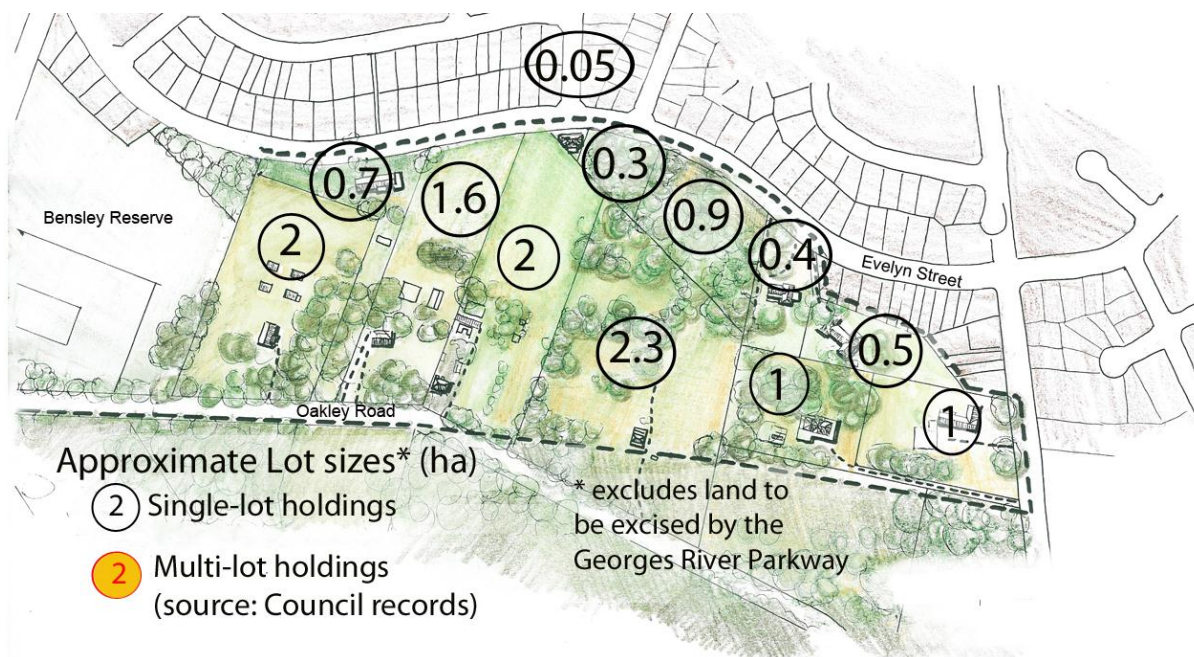 0.05
0.3
0.7
1.6
0.9
Bensley Reserve
2
2
0.4
Evelyn Street
2.3
0.5
1
1
Oakley Road
Approximate Lot sizes* (ha)
2 Single-lot holdings
2 Multi-lot holdings
(source: Council records)
* excludes land to
be excised by the
Georges River Parkway